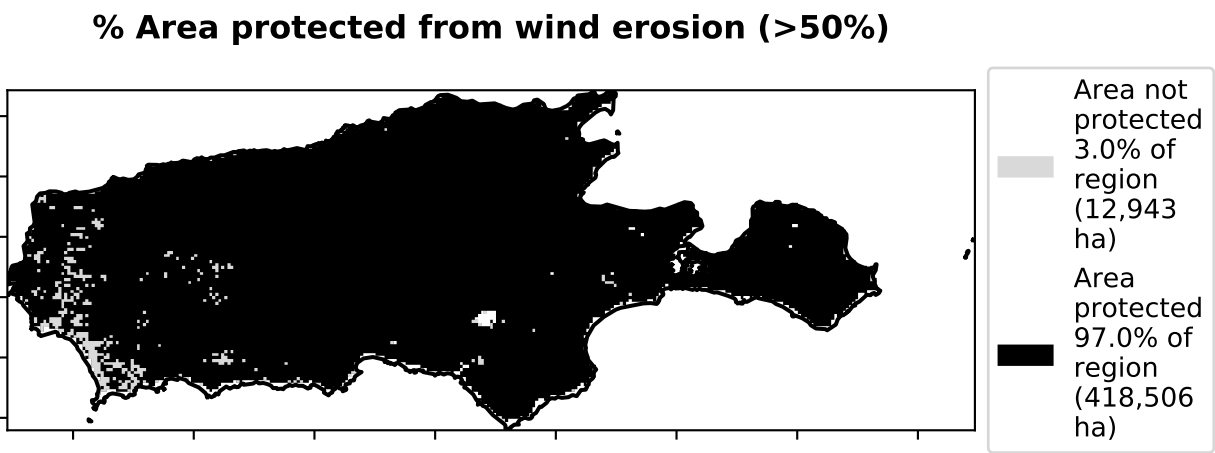 % Area protected from wind erosion (>50%)
Area not
protected
3.0% of
region
(12,943
ha)
Area
protected
97.0% of
region
(418,506
ha)